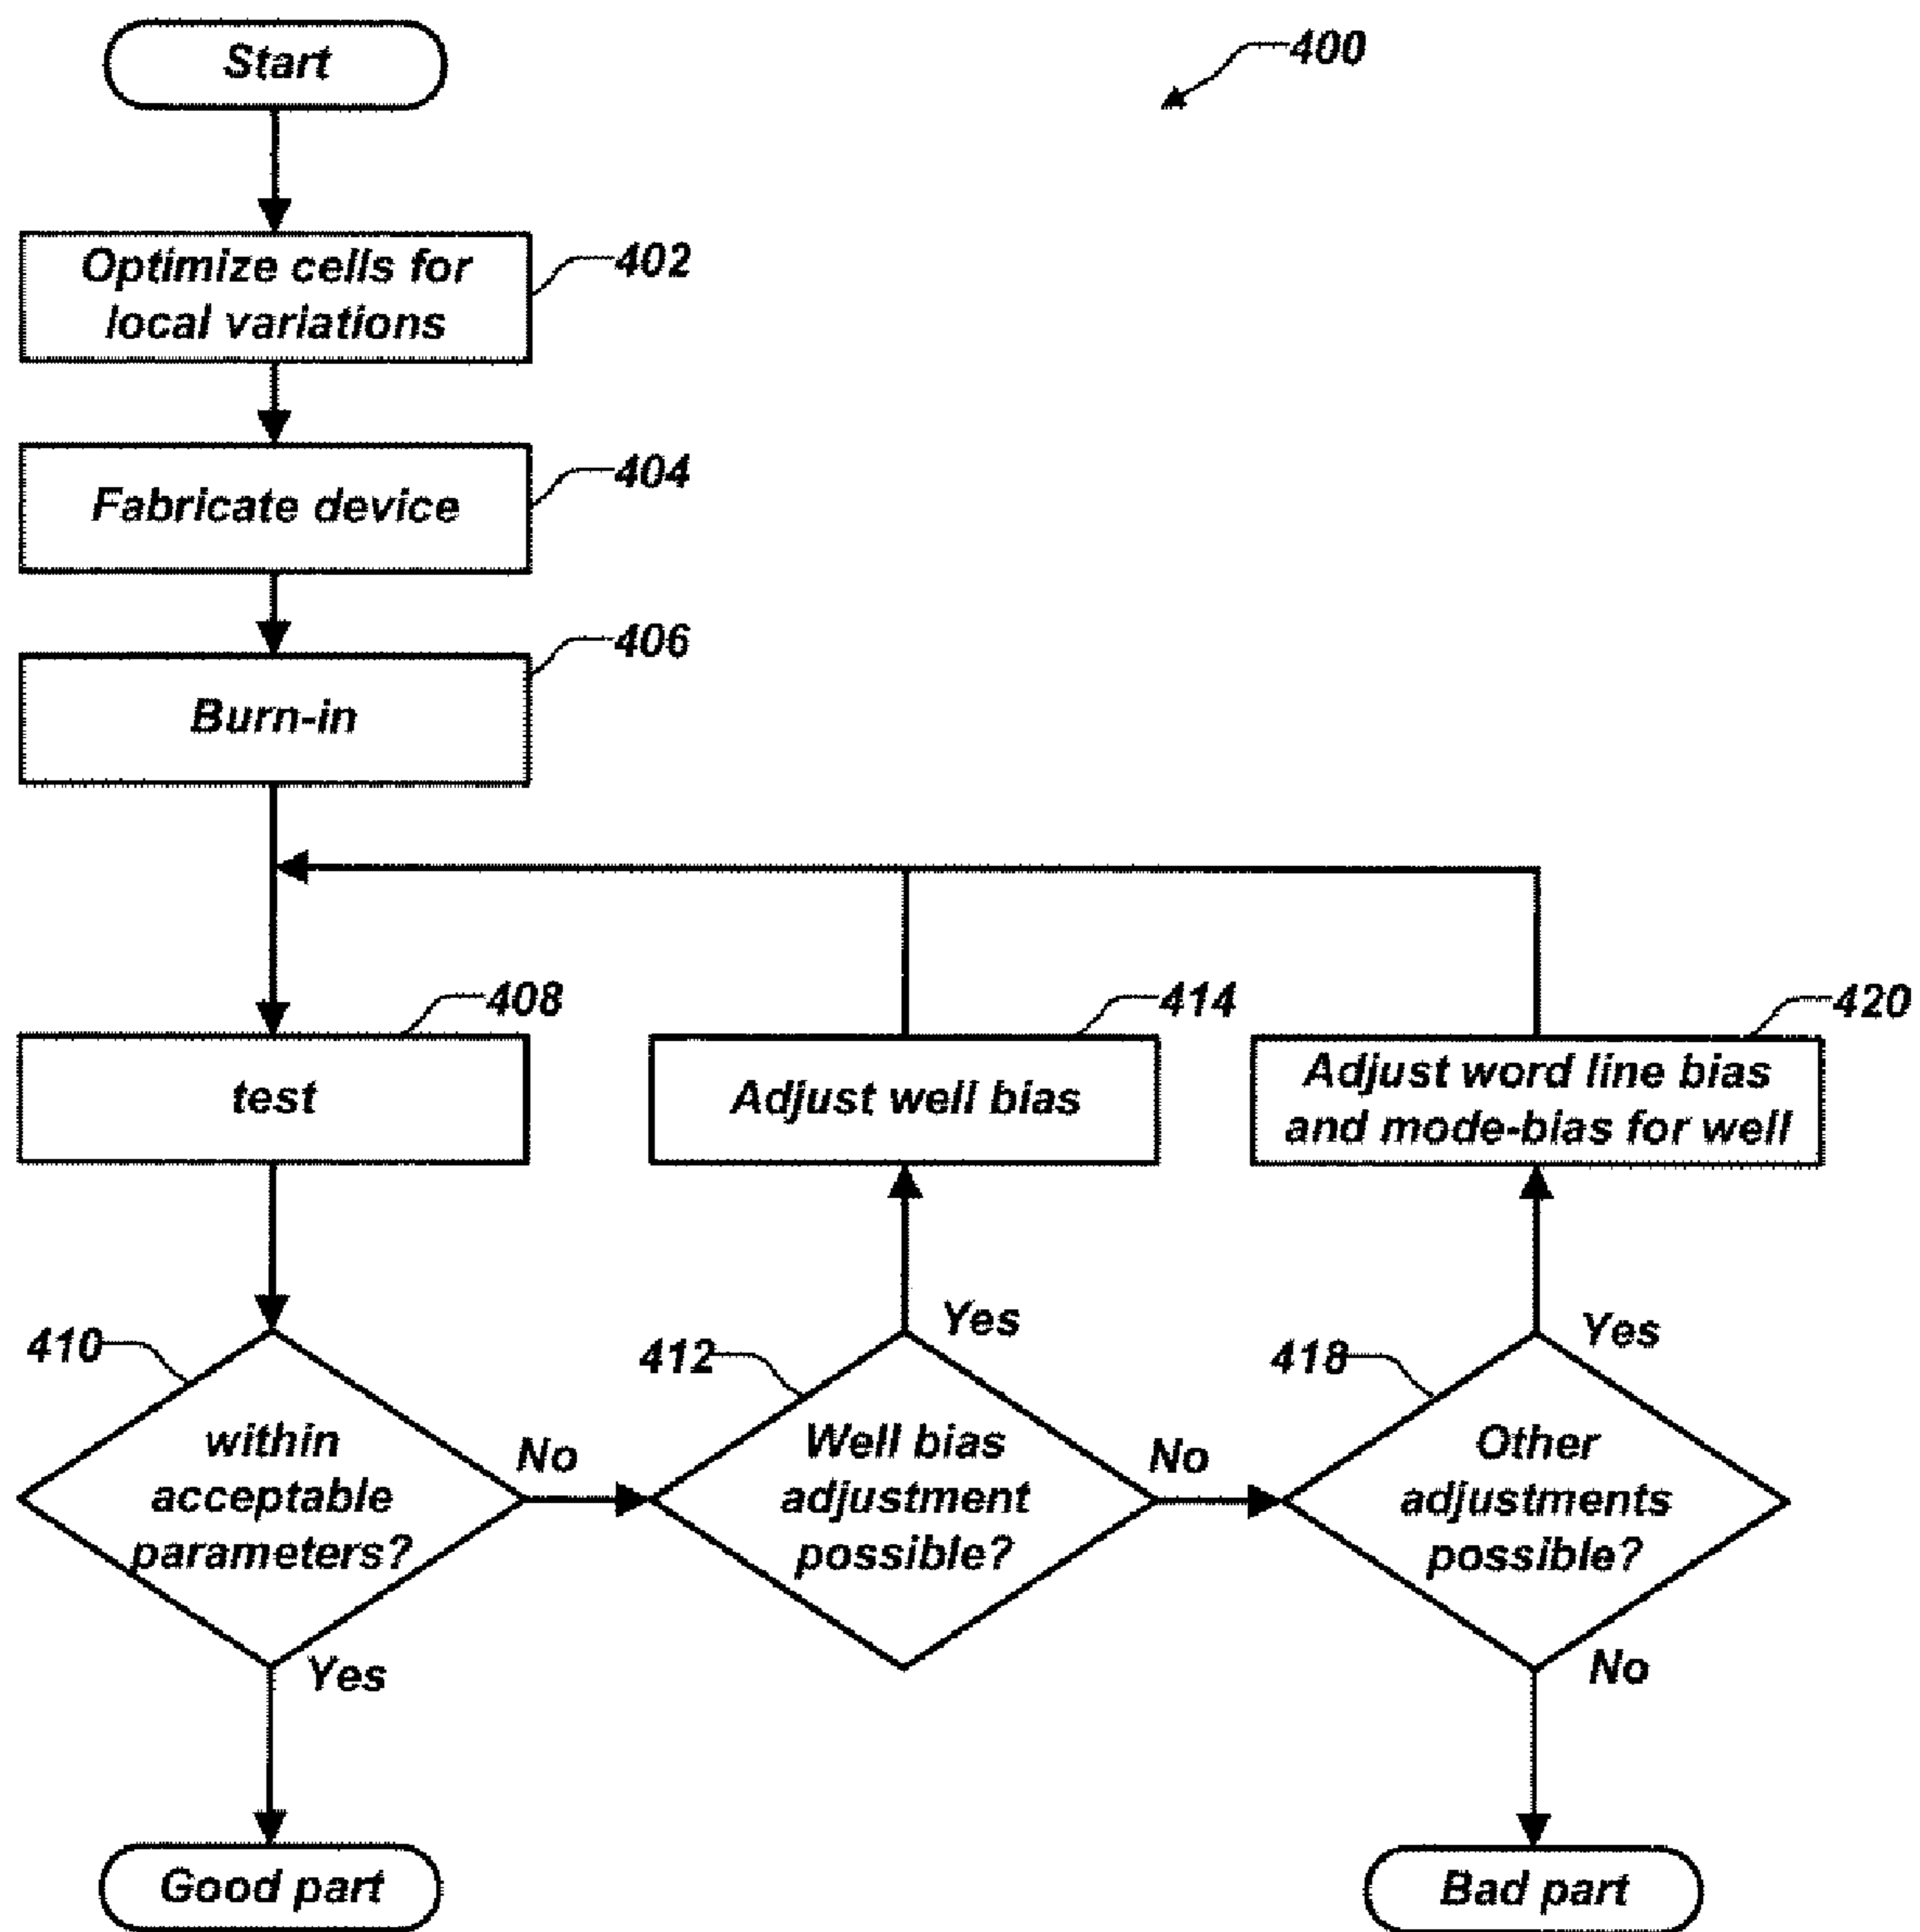 Start
400
Optimize cells for
local variations
402
Fabricate device
404
Burn-in
406
test
408
Adjust well bias
414
Adjust word line bias
and mode-bias for well
420
410
within
acceptable
parameters?
No
Yes
412
Well bias
adjustment
possible?
Yes
No
418
Other
adjustments
possible?
Yes
No
Good part
Bad part